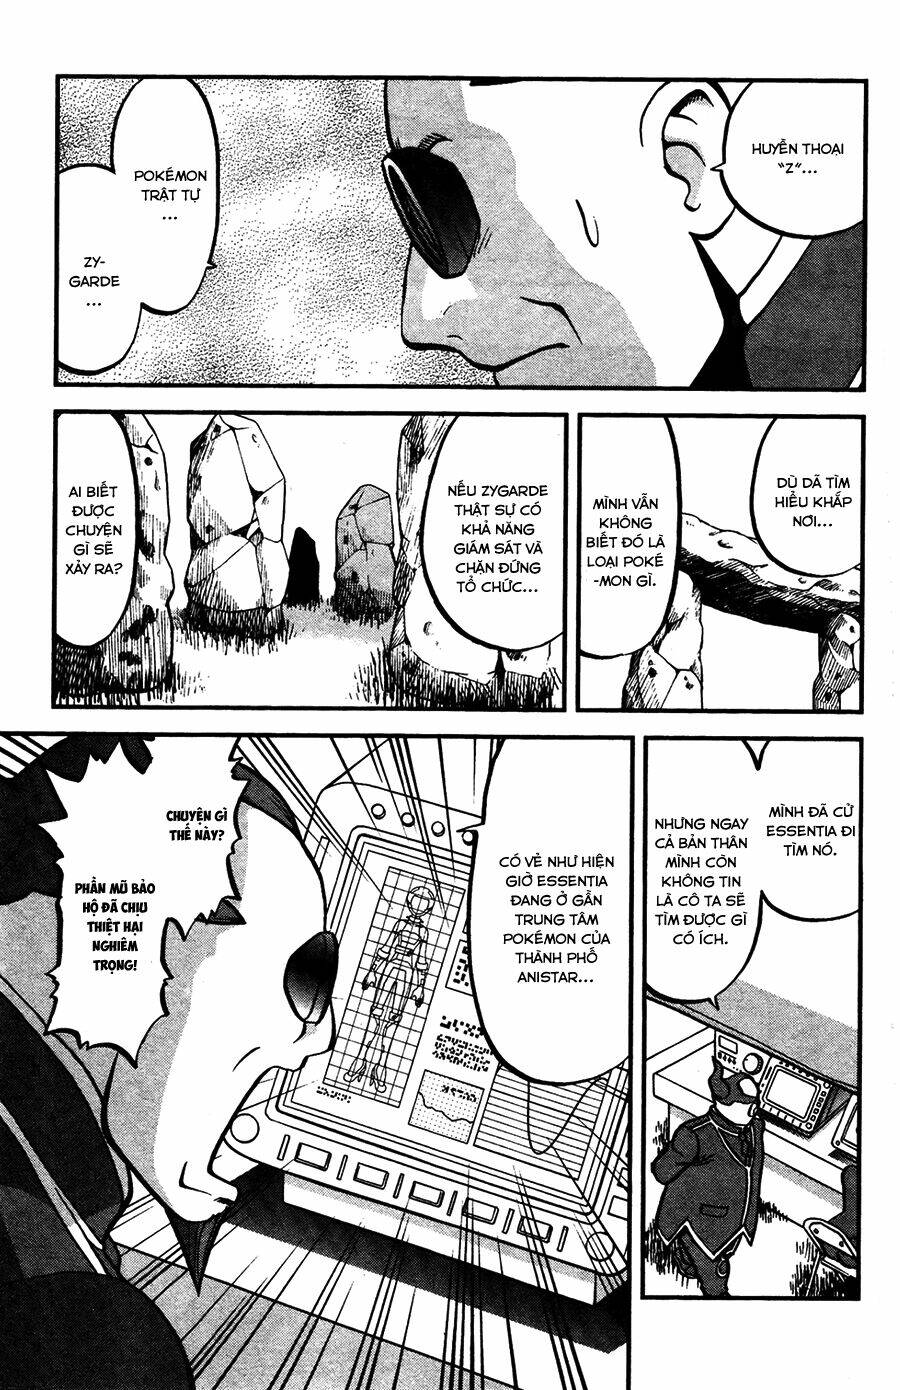 HUYỀN THOẠI
"Z"...
POKÉMON
TRẬT TỰ
...
ZY-
GARDE
...
DÙ DÃ TÌM
HIỂU KHẮP
NƠI...
MÌNH VẪN
KHÔNG
BIẾT ĐÓ LÀ
LOẠI POKÉ
-MON GÌ.
NẾU ZYGARDE
THẬT SỰ CÓ
KHẢ NĂNG
GIÁM SÁT VÀ
CHẶN ĐỨNG
TỔ CHỨC...
AI BIẾT
ĐƯỢC
CHUYỆN
GÌ SẼ
XẢY RA?
MÌNH ĐÃ CỬ
ESSENTIA ĐI
TÌM NÓ.
NHƯNG NGAY
CẢ BẢN THÂN
MÌNH CÒN
KHÔNG TIN
LÀ CÔ TA SẼ
TÌM ĐƯỢC GÌ
CÓ ÍCH.
CÓ VẺ NHƯ HIỆN
GIỜ ESSENTIA
ĐANG Ở GẦN
TRUNG TÂM
POKÉMON CỦA
THÀNH PHỐ
ANISTAR...
CHUYỆN GÌ
THẾ NÀY?
PHẦN MŨ BẢO
HỘ ĐÃ CHỊU
THIỆT HẠI
NGHIÊM
TRỌNG!